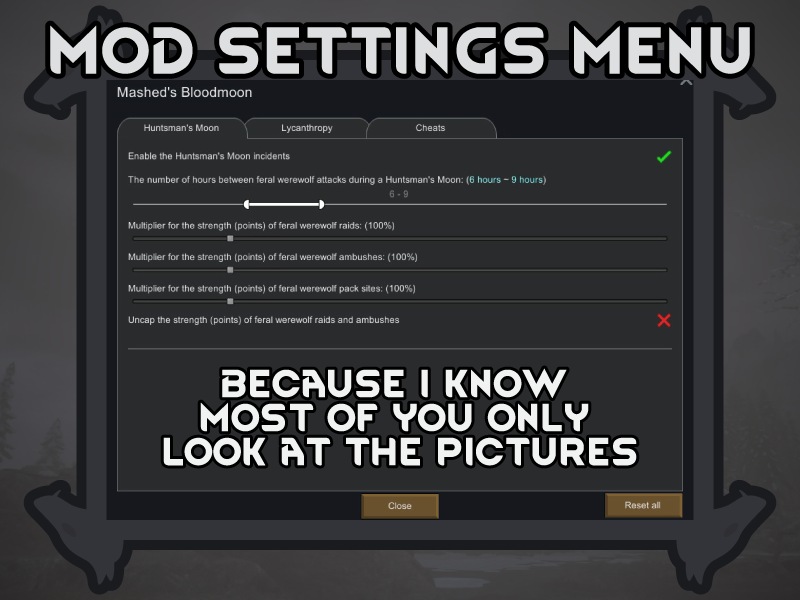 MOD SETTINGS MENU
Mashed's Bloodmoon
Huntsman's Moon Lycanthropy Cheats
Enable the Huntsman's Moon incidents
The number of hours between feral werewolf attacks during a Huntsman's Moon: (6 hours ~ 9 hours)
6 - 9
Multiplier for the strength (points) of feral werewolf raids: (100%)
Multiplier for the strength (points) of feral werewolf ambushes: (100%)
Multiplier for the strength (points) of feral werewolf pack sites: (100%)
Uncap the strength (points) of feral werewolf raids and ambushes
BECAUSE I KNOW
MOST OF YOU ONLY
LOOK AT THE PICTURES
Close Reset all